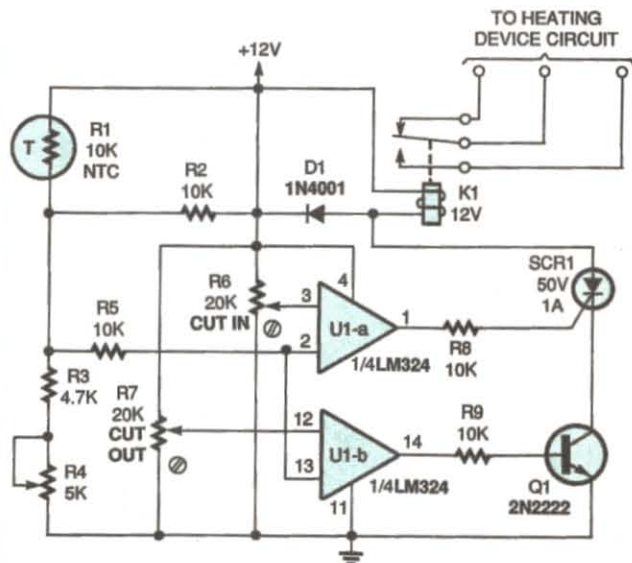 TO HEATING
DEVICE CIRCUIT
+12V
T
R1
10K
NTC
R2
10K
D1
1N4001
K1
12V
SCR1
50V
1A
R6
20K
CUT IN
4
3
2
1
U1-a
1/4LM324
R5
10K
R8
10K
R3
4.7K
R7
20K
CUT
OUT
12
13
14
11
U1-b
1/4LM324
R9
10K
R4
5K
Q1
2N2222